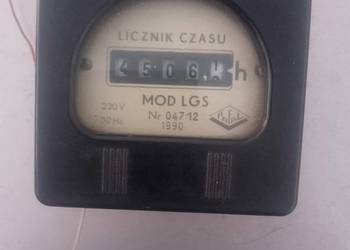 LICZNIK CZASU
4506 h
MOD LGS
220 V
50 Hz
Nr 04712
1990